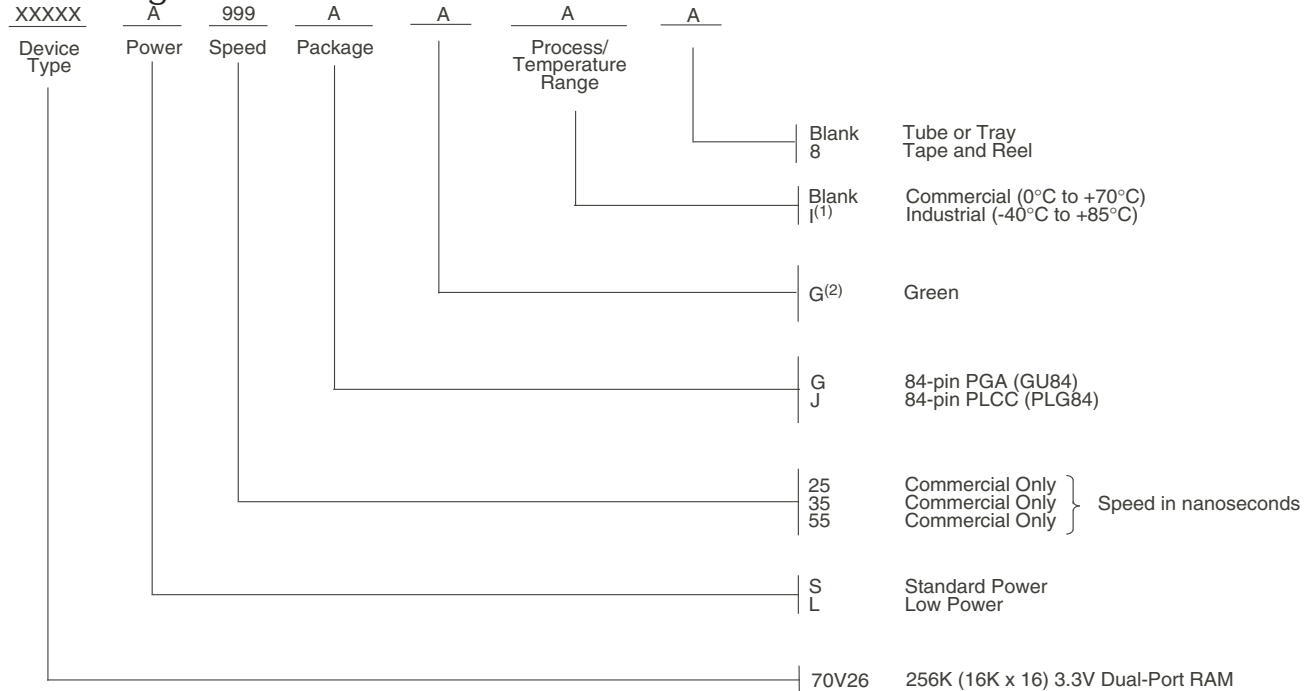 XXXXX A 999 A A A A
Device Type Power Speed Package Process/ Temperature Range
Blank Tube or Tray
8 Tape and Reel
Blank Commercial (0°C to +70°C)
I(1) Industrial (-40°C to +85°C)
G(2) Green
G 84-pin PGA (GU84)
J 84-pin PLCC (PLG84)
25 Commercial Only
35 Commercial Only Speed in nanoseconds
55 Commercial Only
S Standard Power
L Low Power
70V26 256K (16K x 16) 3.3V Dual-Port RAM